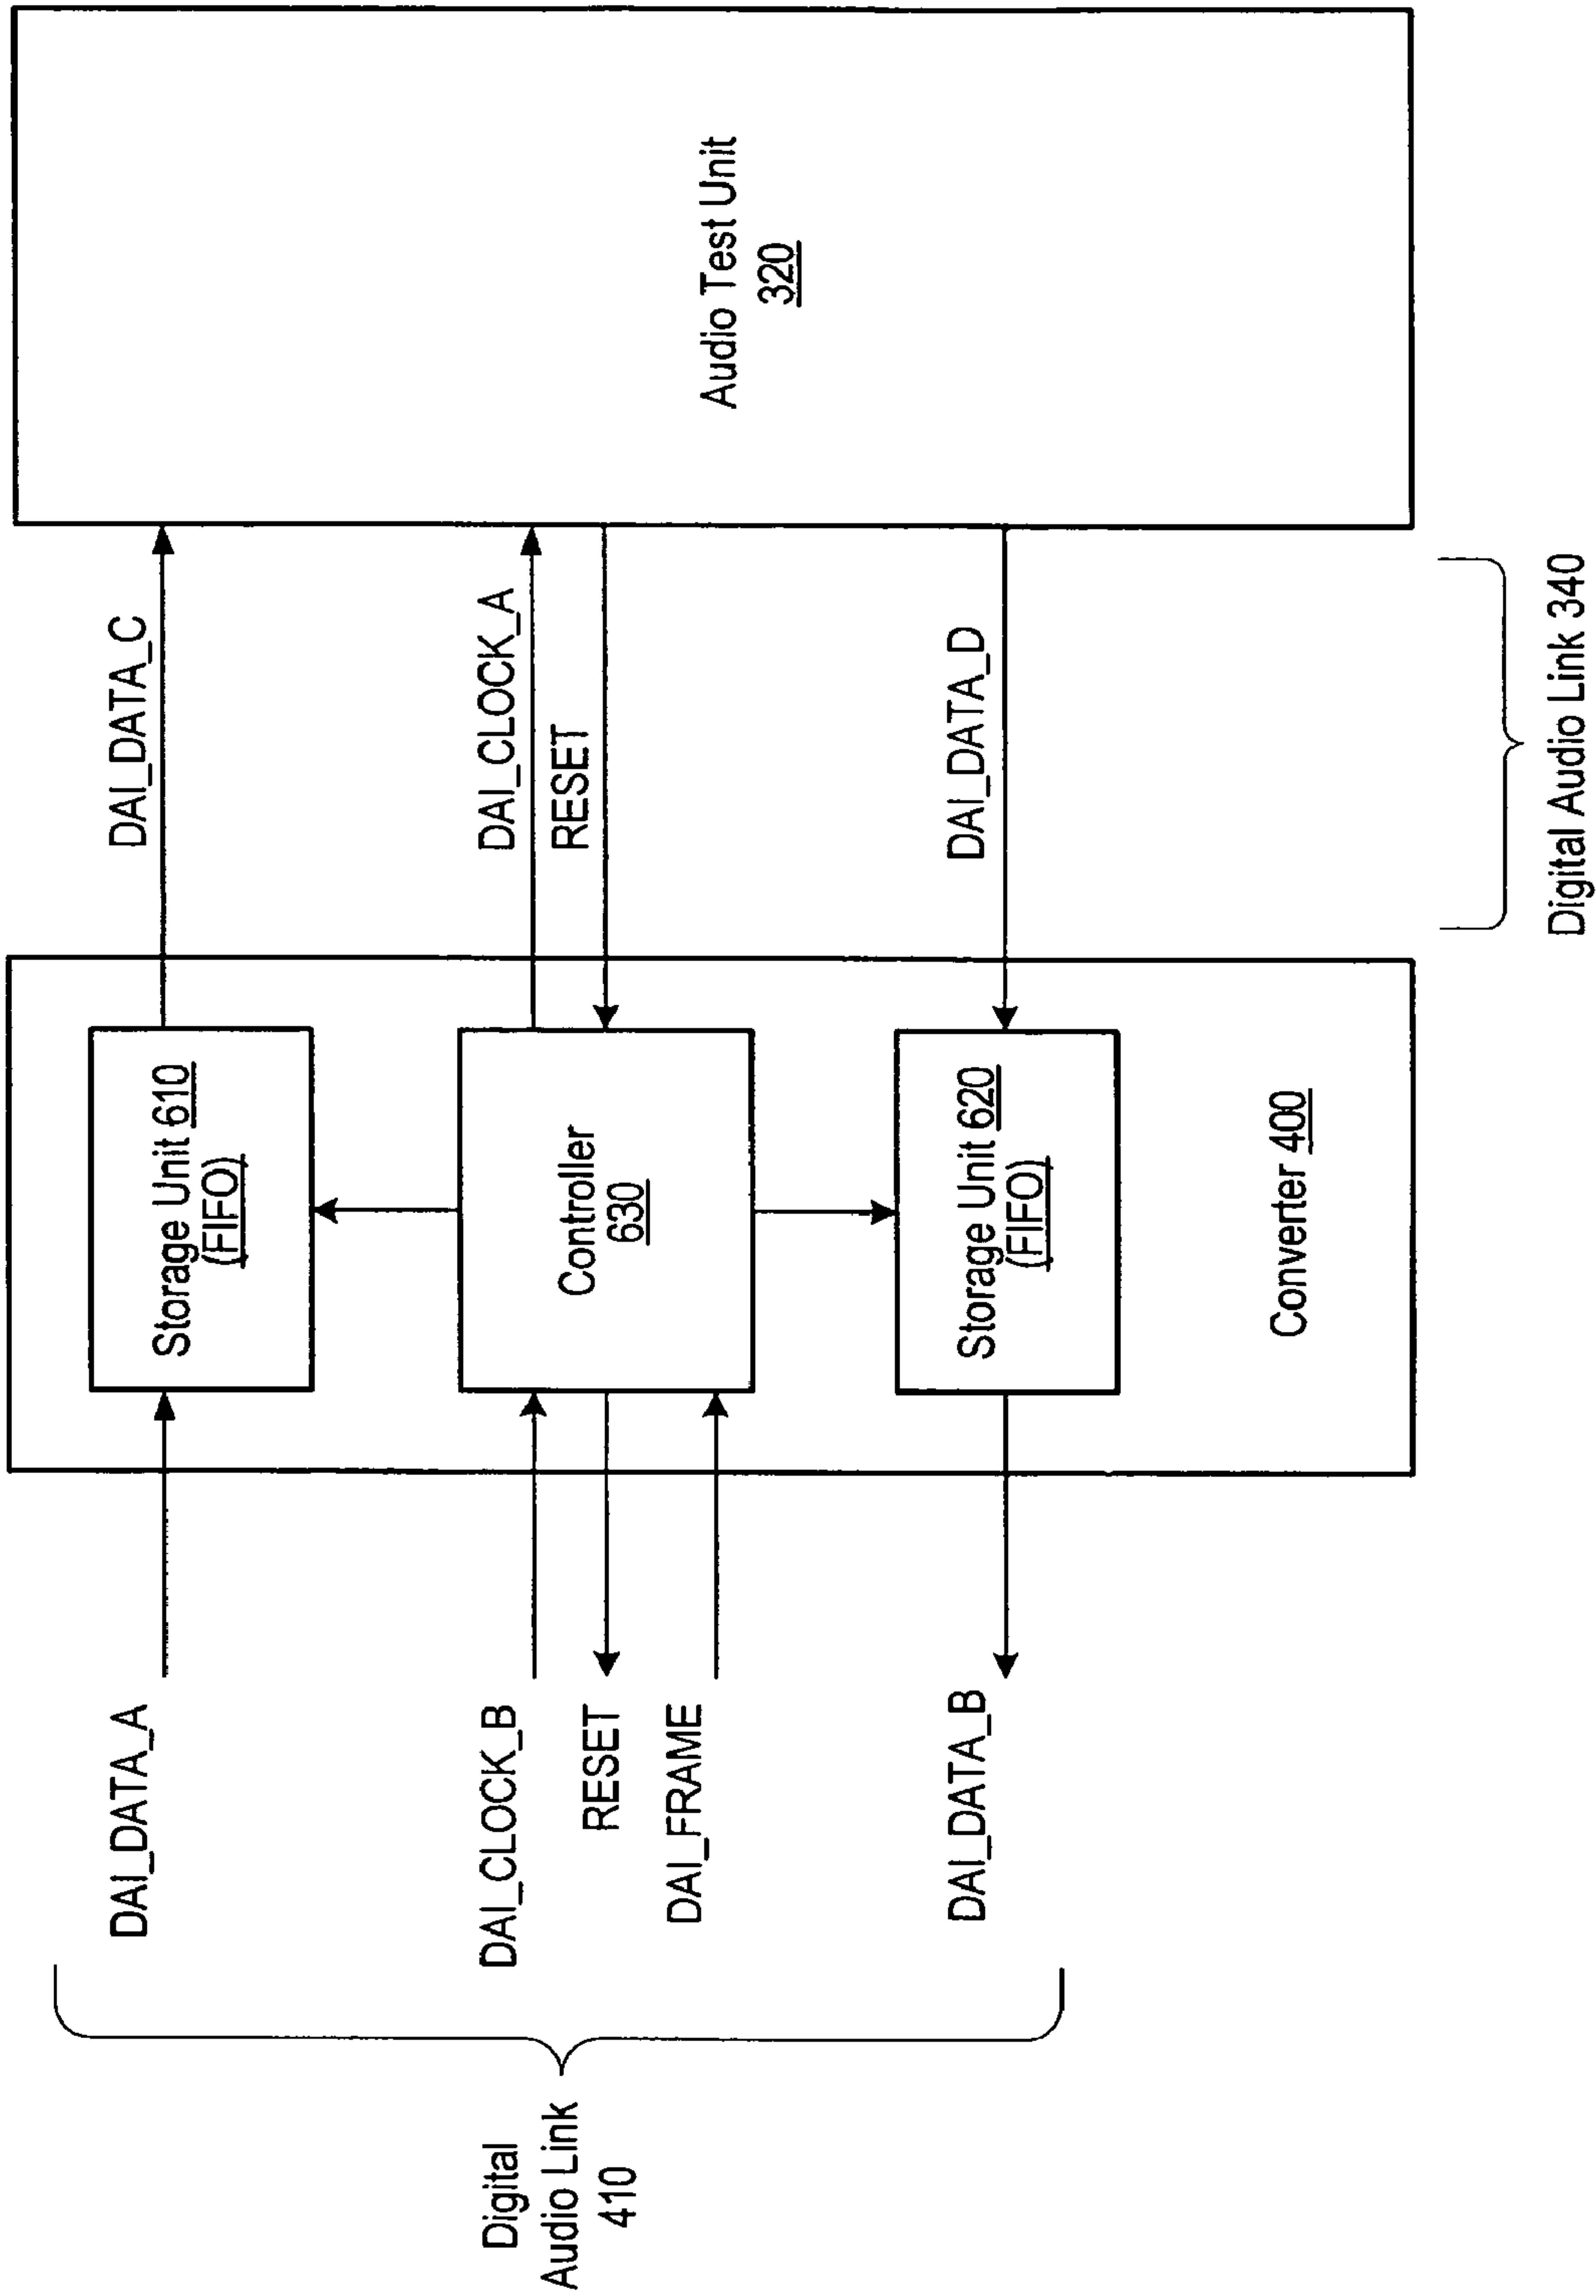 DAI_DATA_A
DAI_CLOCK_B
RESET
DAI_FRAME
DAI_DATA_B
Digital
Audio Link
410
Storage Unit 610
(FIFO)
Controller
630
Storage Unit 620
(FIFO)
Converter 400
DAI_DATA_C
DAI_CLOCK_A
RESET
DAI_DATA_D
Digital Audio Link 340
Audio Test Unit
320